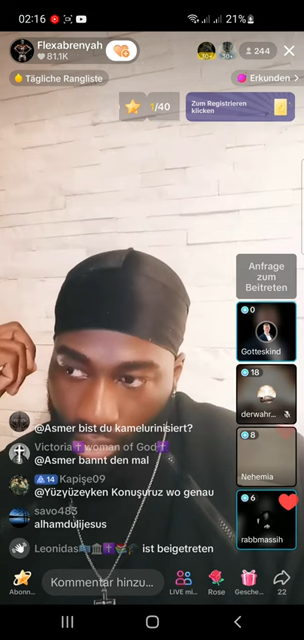 02:16
21%
Flexabrenyah
81.1K
244
Tägliche Rangliste
Erkunden >
1/40
Zum Registrieren
klicken
Anfrage
zum
Beitreten
0
Gotteskind
18
derwahr...
8
Nehemia
6
rabbmassih
@Asmer bist du kamelurinisiert?
Victoria✝️woman of God✝️
@Asmer bannt den mal
14 Kapişe09
@Yüzyüzeyken Konuşuruz wo genau
savo483
alhamdulijesus
Leonidas ist beigetreten
Abonn...
Kommentar hinzu...
LIVE mi...
Rose
Gesche...
22